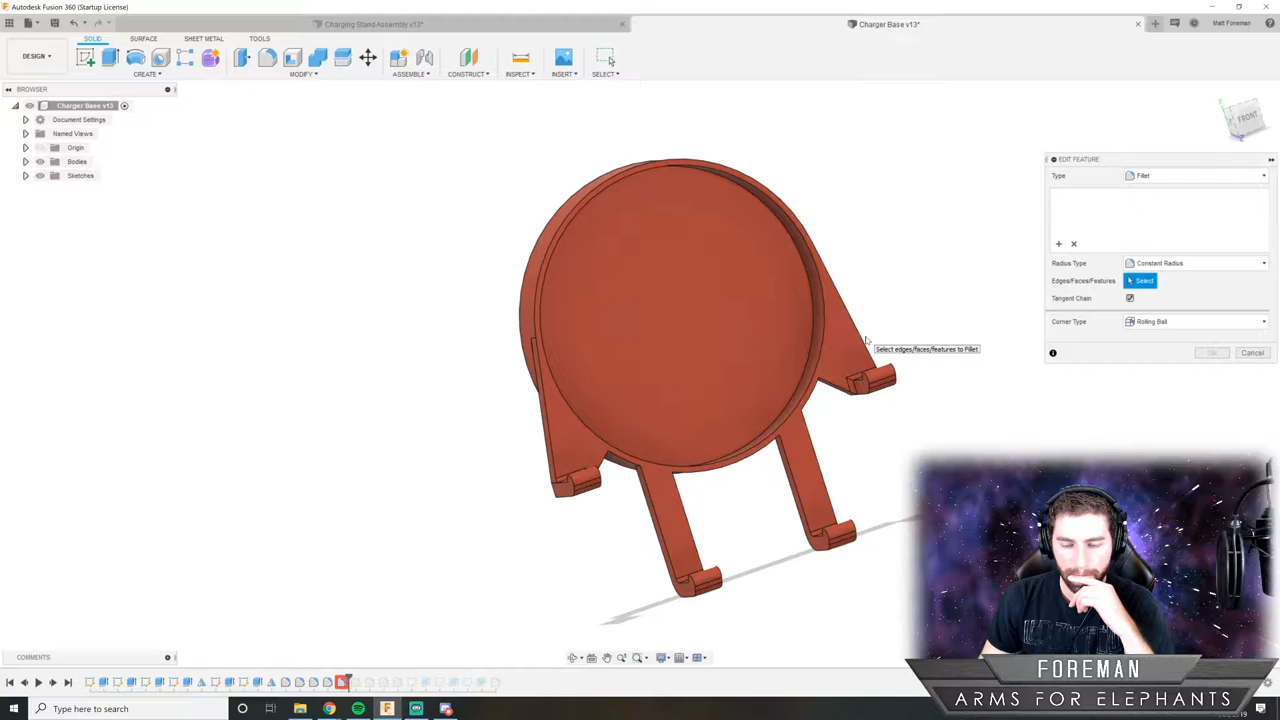 Autodesk Fusion 360 (Startup License)
Charging Stand Assembly v13*
Charger Base v13*
Matt Foreman
DESIGN
SOLID SURFACE SHEET METAL TOOLS
CREATE MODIFY ASSEMBLE CONSTRUCT INSPECT INSERT SELECT
BROWSER
Charger Base v13
Document Settings
Named Views
Origin
Bodies
Sketches
FRONT
EDIT FEATURE
Type Fillet
Radius Type Constant Radius
Edges/Faces/Features Select
Tangent Chain
Corner Type Rolling Ball
OK Cancel
Select edges/faces/features to Fillet
COMMENTS
FOREMAN
ARMS FOR ELEPHANTS
Type here to search